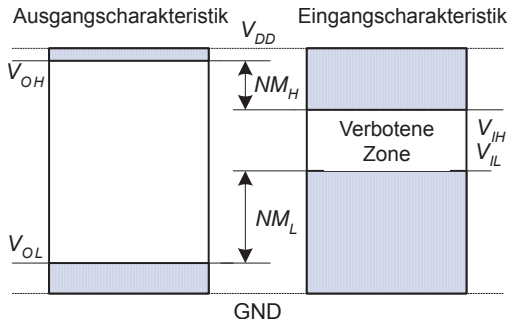 Ausgangscharakteristik
Eingangscharakteristik
V_DD
V_OH
NM_H
Verbotene
Zone
V_IH
V_IL
NM_L
V_OL
GND